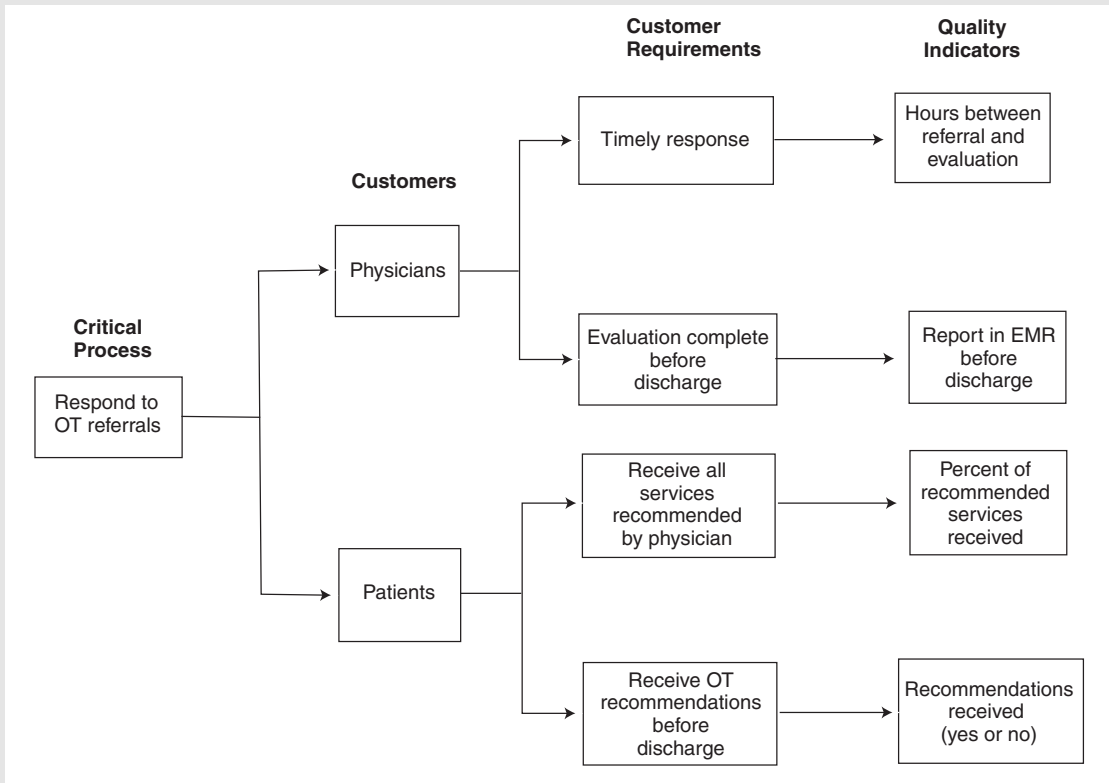 Customer
Requirements
Quality
Indicators
Timely response
Hours between
referral and
evaluation
Customers
Physicians
Critical
Process
Evaluation complete
before
discharge
Report in EMR
before
discharge
Respond to
OT referrals
Receive all
services
recommended
by physician
Percent of
recommended
services
received
Patients
Receive OT
recommendations
before
discharge
Recommendations
received
(yes or no)